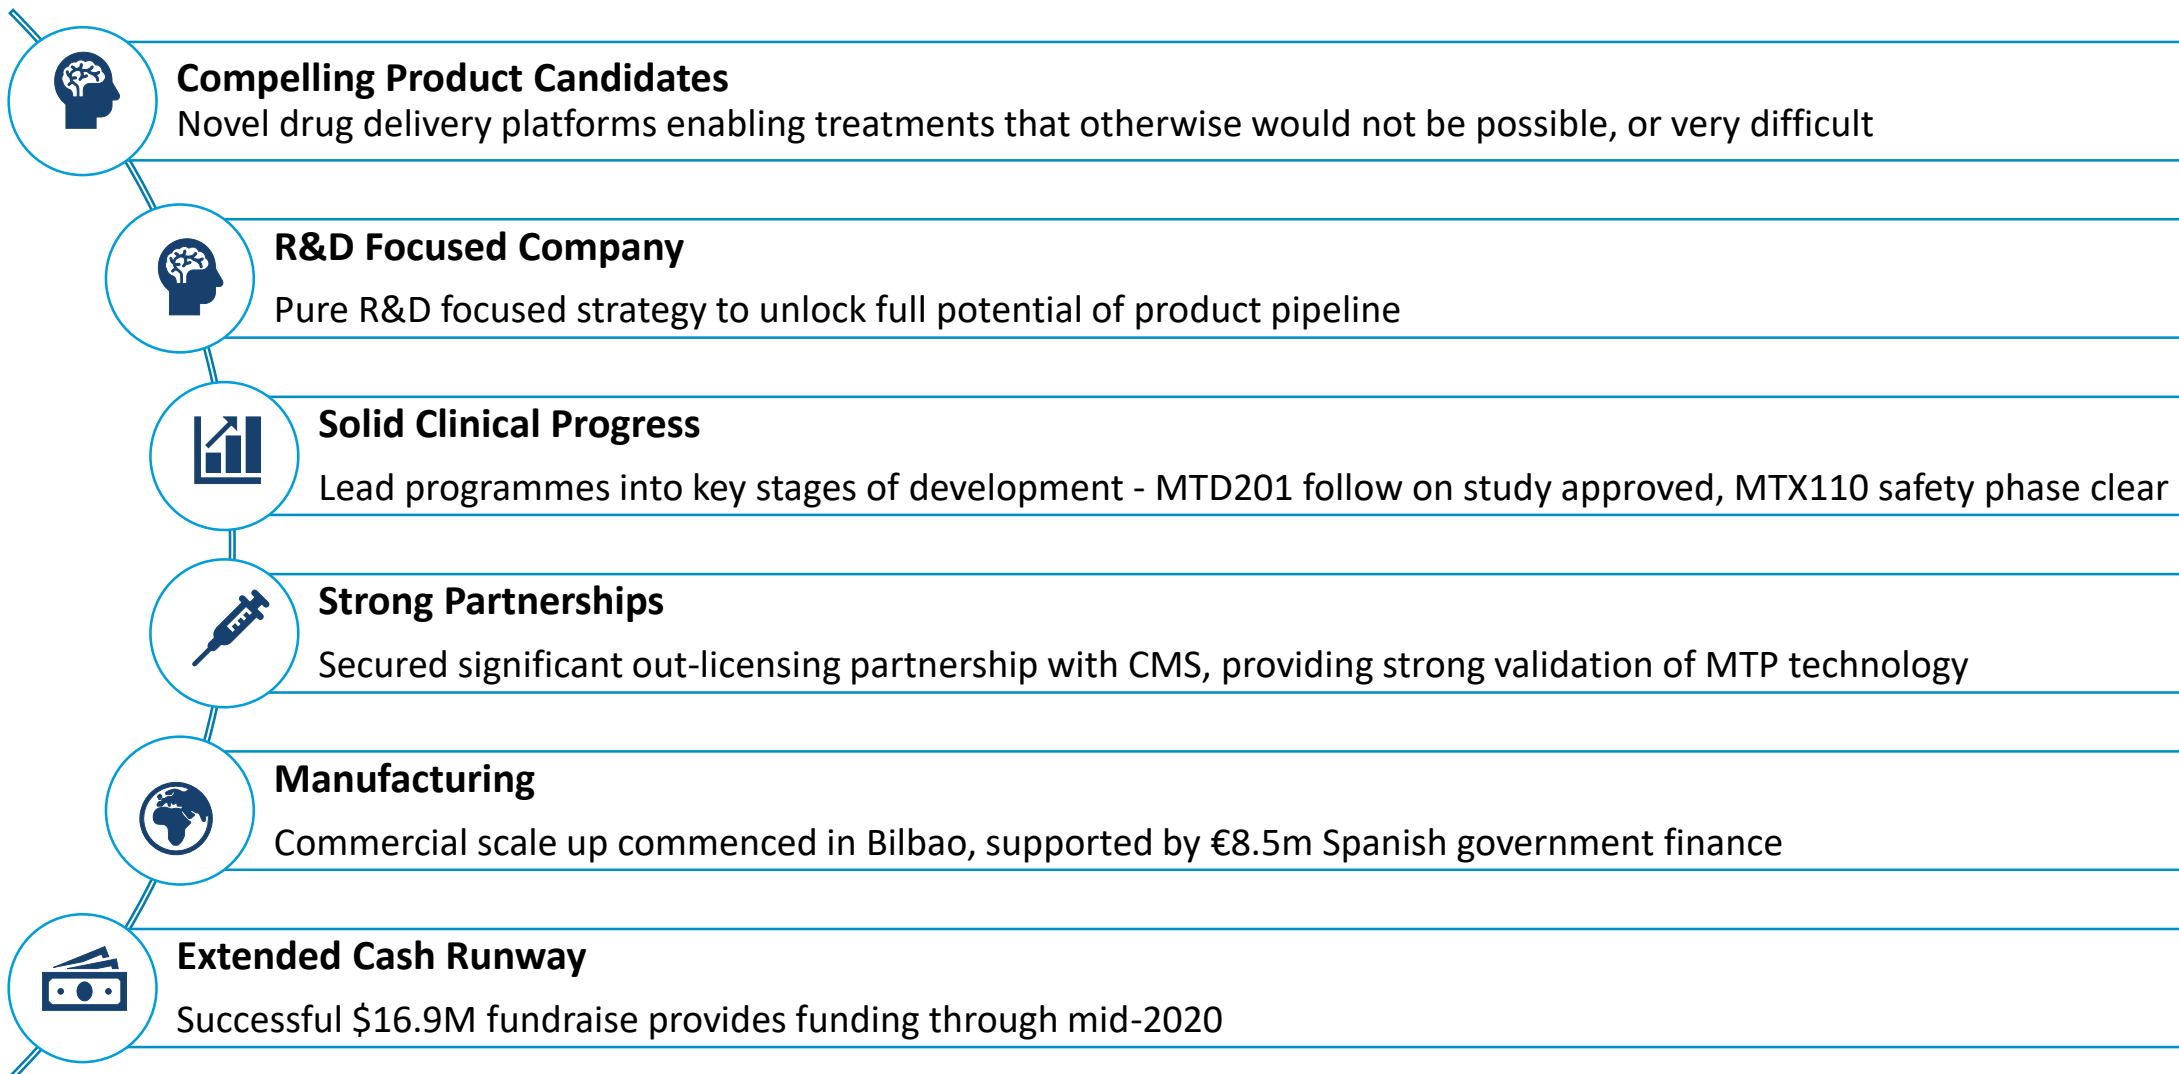 Compelling Product Candidates
Novel drug delivery platforms enabling treatments that otherwise would not be possible, or very difficult
R&D Focused Company
Pure R&D focused strategy to unlock full potential of product pipeline
Solid Clinical Progress
Lead programmes into key stages of development - MTD201 follow on study approved, MTX110 safety phase clear
Strong Partnerships
Secured significant out-licensing partnership with CMS, providing strong validation of MTP technology
Manufacturing
Commercial scale up commenced in Bilbao, supported by €8.5m Spanish government finance
Extended Cash Runway
Successful $16.9M fundraise provides funding through mid-2020